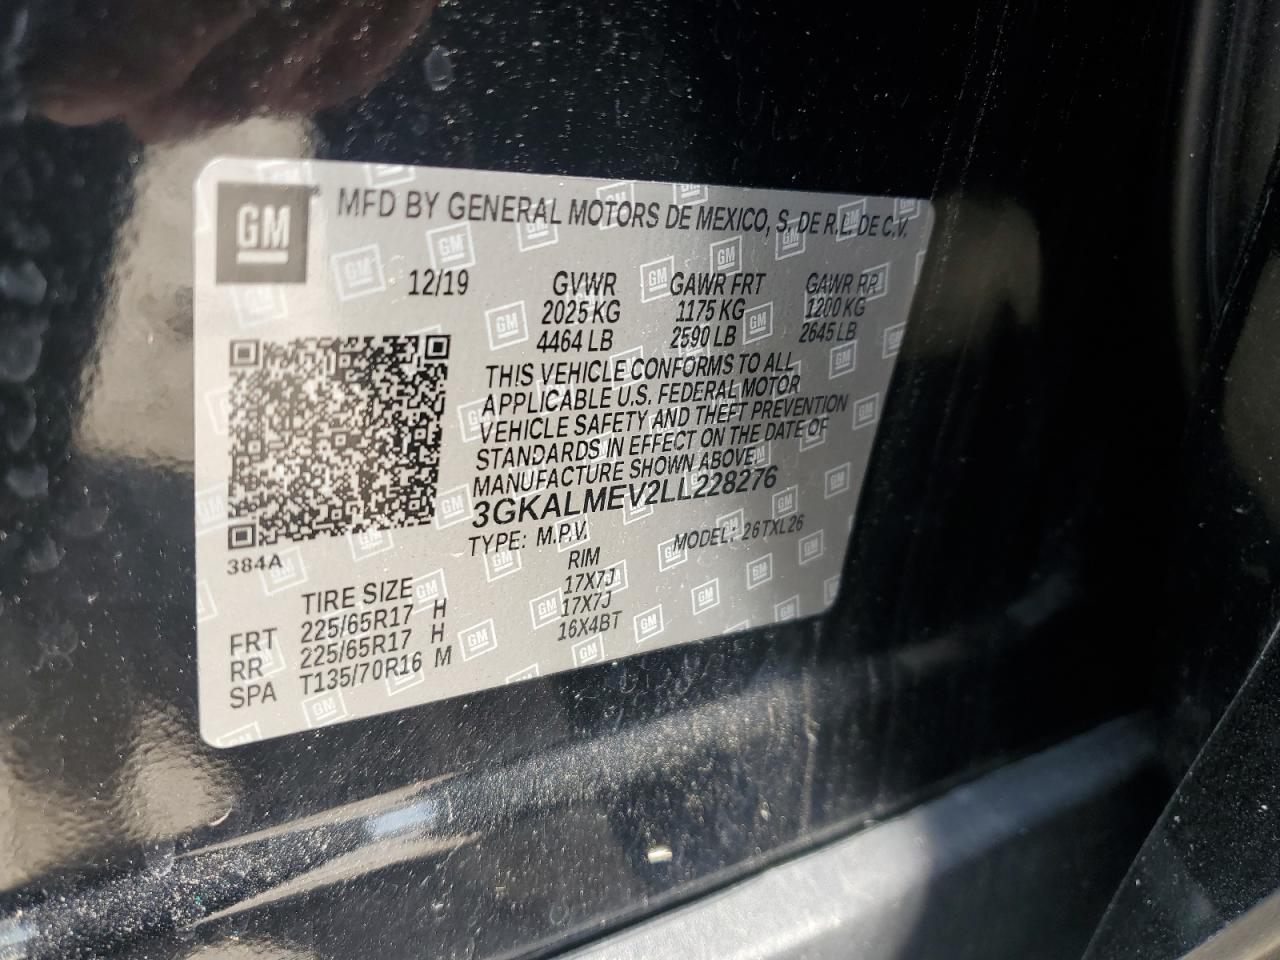 GM
MFD BY GENERAL MOTORS DE MEXICO, S. DE R.L. DE C.V.
12/19 GVWR GAWR FRT GAWR RR
2025 KG 1175 KG 1200 KG
4464 LB 2590 LB 2645 LB
THIS VEHICLE CONFORMS TO ALL
APPLICABLE U.S. FEDERAL MOTOR
VEHICLE SAFETY AND THEFT PREVENTION
STANDARDS IN EFFECT ON THE DATE OF
MANUFACTURE SHOWN ABOVE
3GKALMEV2LL228276
TYPE: M.P.V. MODEL: 26TXL26
384A
TIRE SIZE RIM
FRT 225/65R17 H 17X7J
RR 225/65R17 H 17X7J
SPA T135/70R16 M 16X4BT